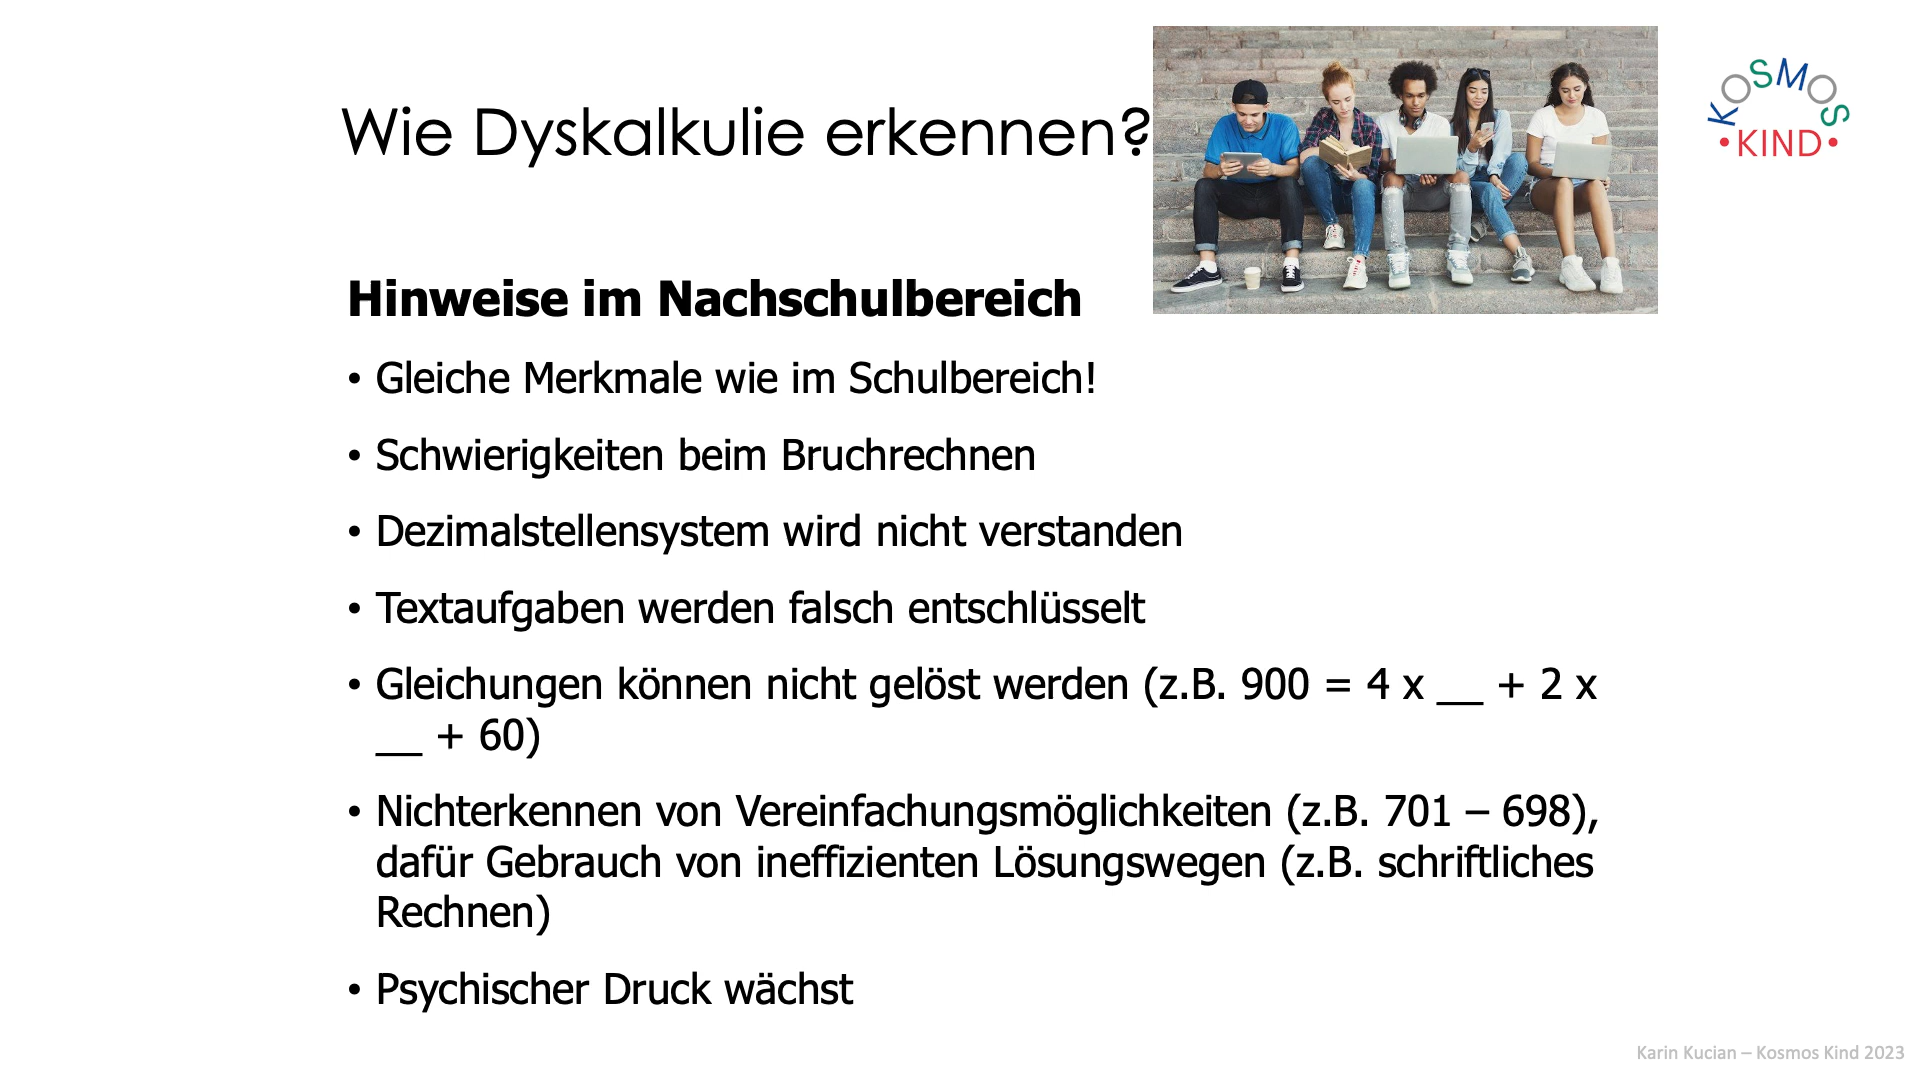 Wie Dyskalkulie erkennen?
KOSMOS
•KIND•
Hinweise im Nachschulbereich
• Gleiche Merkmale wie im Schulbereich!
• Schwierigkeiten beim Bruchrechnen
• Dezimalstellensystem wird nicht verstanden
• Textaufgaben werden falsch entschlüsselt
• Gleichungen können nicht gelöst werden (z.B. 900 = 4 x __ + 2 x
__ + 60)
• Nichterkennen von Vereinfachungsmöglichkeiten (z.B. 701 – 698),
dafür Gebrauch von ineffizienten Lösungswegen (z.B. schriftliches
Rechnen)
• Psychischer Druck wächst
Karin Kucian – Kosmos Kind 2023